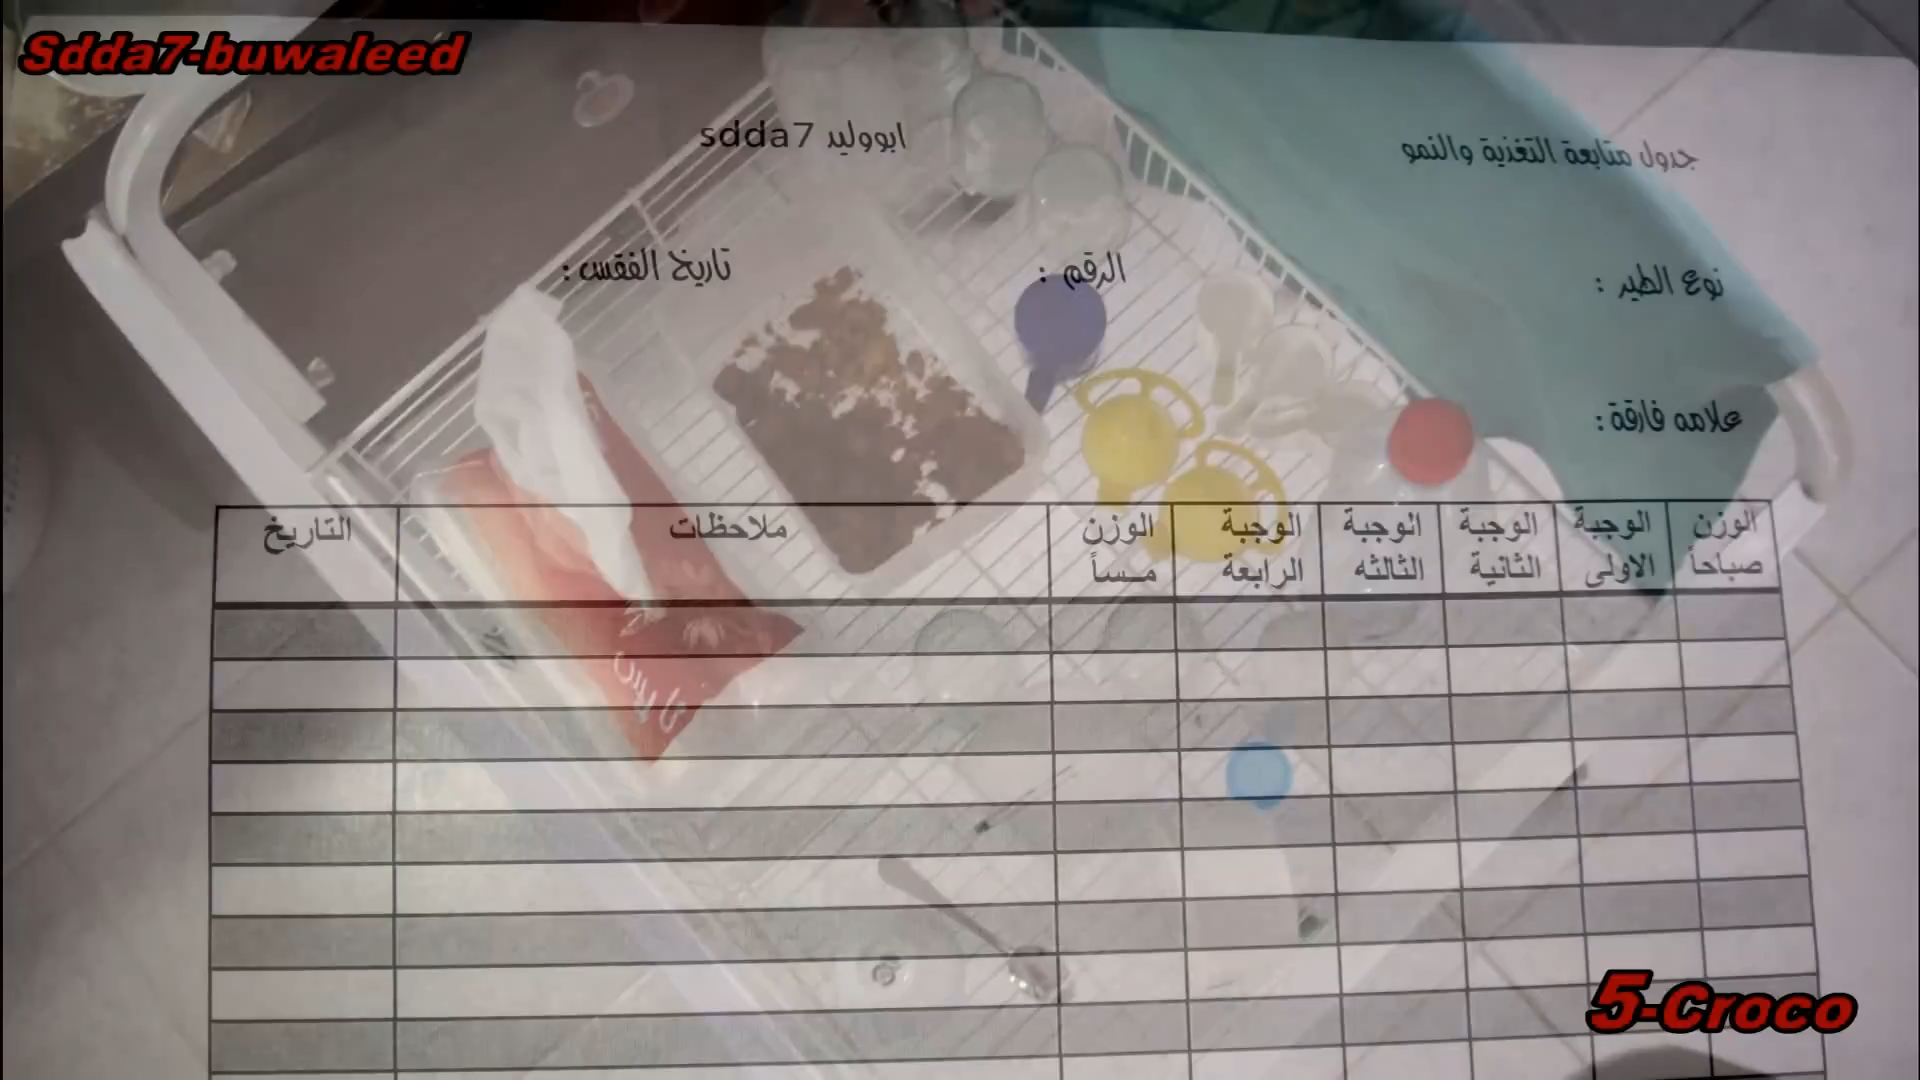 Sdda7-buwaleed
ابووليد sdda7
جدول متابعة التغذية والنمو
نوع الطير :
الرقم :
تاريخ الفقس :
علامه فارقة :
الوزن صباحاً
الوجبة الاولى
الوجبة الثانية
الوجبة الثالثه
الوجبة الرابعة
الوزن مساً
ملاحظات
التاريخ
5-Croco